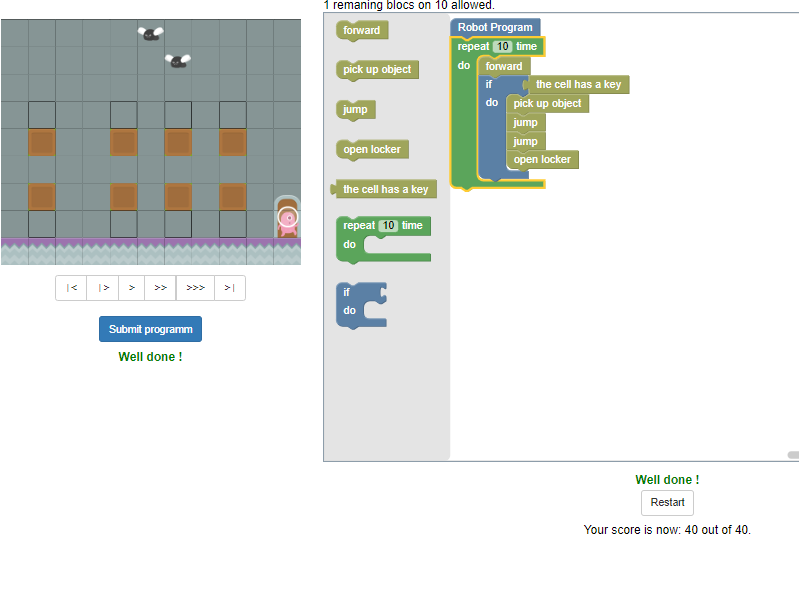 1 remaning blocs on 10 allowed.
forward
pick up object
jump
open locker
the cell has a key
repeat 10 time
do
if
do
Robot Program
repeat 10 time
do forward
if the cell has a key
do pick up object
jump
jump
open locker
|< |> > >> >>> >|
Submit programm
Well done !
Well done !
Restart
Your score is now: 40 out of 40.